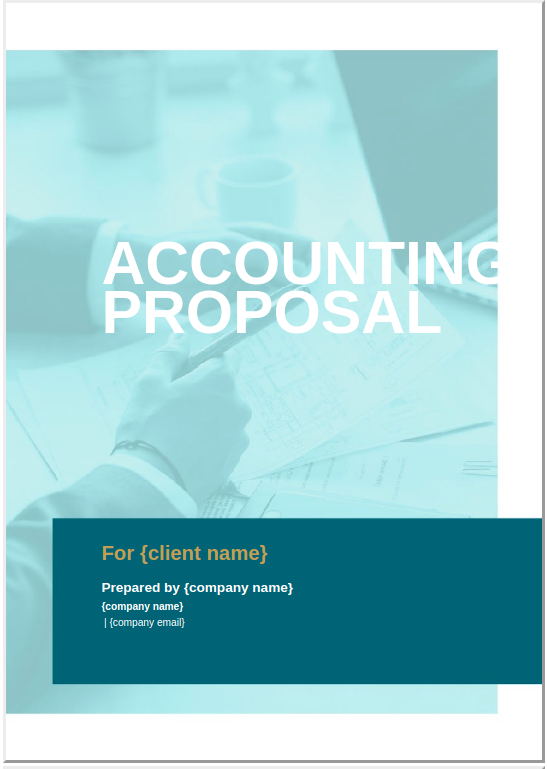 ACCOUNTING
PROPOSAL
For {client name}
Prepared by {company name}
{company name}
| {company email}